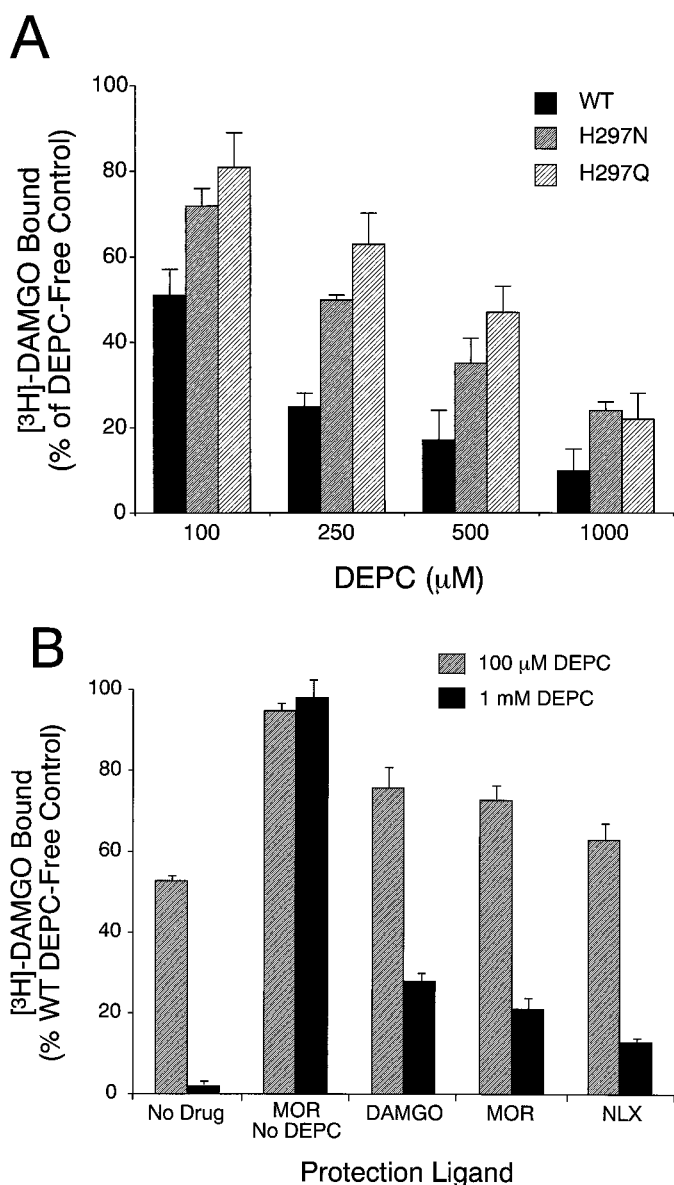 A
[³H]-DAMGO Bound
(% of DEPC-Free Control)
100
80
60
40
20
0
WT
H297N
H297Q
100
250
500
1000
DEPC (μM)
B
[³H]-DAMGO Bound
(% WT DEPC-Free Control)
100
80
60
40
20
0
100 μM DEPC
1 mM DEPC
No Drug
MOR
No DEPC
DAMGO
MOR
NLX
Protection Ligand